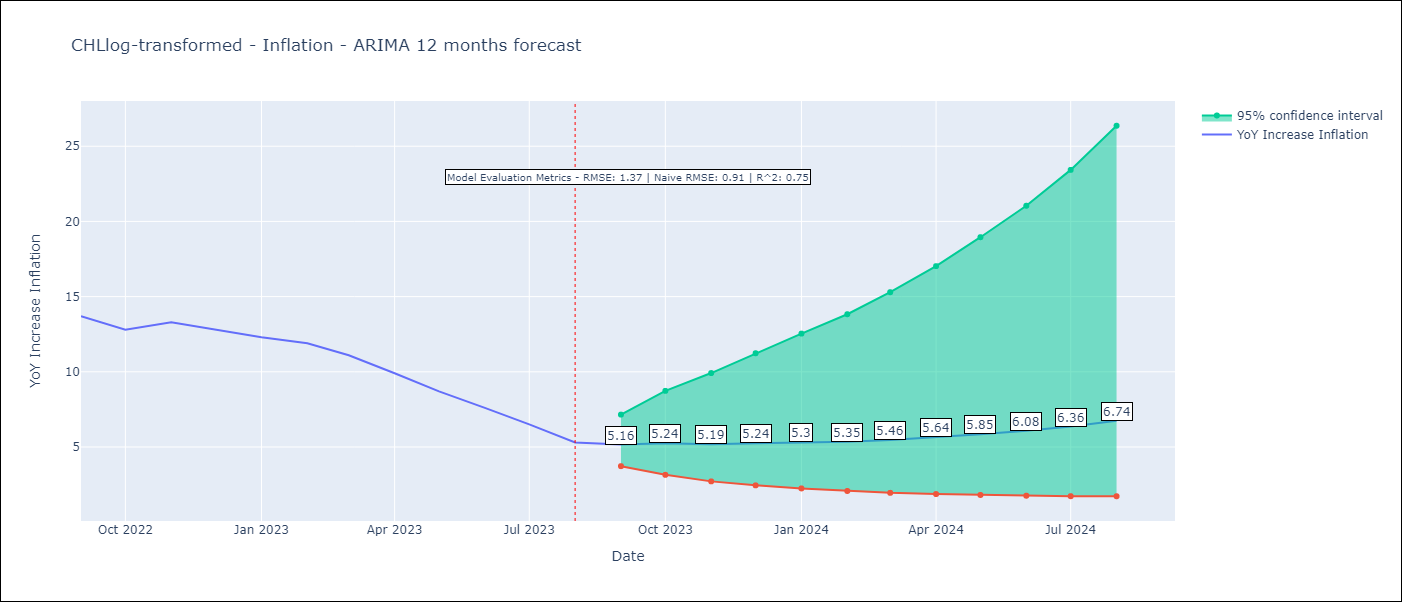 CHLlog-transformed - Inflation - ARIMA 12 months forecast
95% confidence interval
YoY Increase Inflation
25
20
15
10
5
YoY Increase Inflation
Model Evaluation Metrics - RMSE: 1.37 | Naive RMSE: 0.91 | R^2: 0.75
5.16
5.24
5.19
5.24
5.3
5.35
5.46
5.64
5.85
6.08
6.36
6.74
Oct 2022
Jan 2023
Apr 2023
Jul 2023
Oct 2023
Jan 2024
Apr 2024
Jul 2024
Date